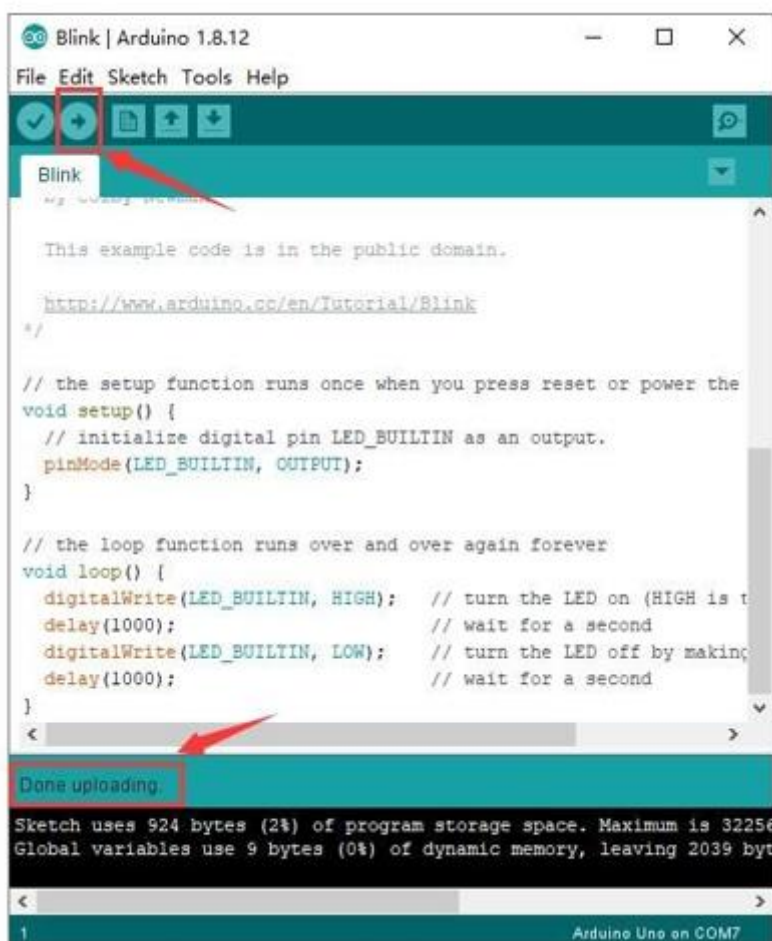 Blink | Arduino 1.8.12
File Edit Sketch Tools Help
Blink
This example code is in the public domain.
http://www.arduino.cc/en/Tutorial/Blink
*/
// the setup function runs once when you press reset or power the
void setup() {
// initialize digital pin LED_BUILTIN as an output.
pinMode(LED_BUILTIN, OUTPUT);
}
// the loop function runs over and over again forever
void loop() {
digitalWrite(LED_BUILTIN, HIGH); // turn the LED on (HIGH is t
delay(1000); // wait for a second
digitalWrite(LED_BUILTIN, LOW); // turn the LED off by making
delay(1000); // wait for a second
}
Done uploading.
Sketch uses 924 bytes (2%) of program storage space. Maximum is 32256
Global variables use 9 bytes (0%) of dynamic memory, leaving 2039 byt
1
Arduino Uno on COM7